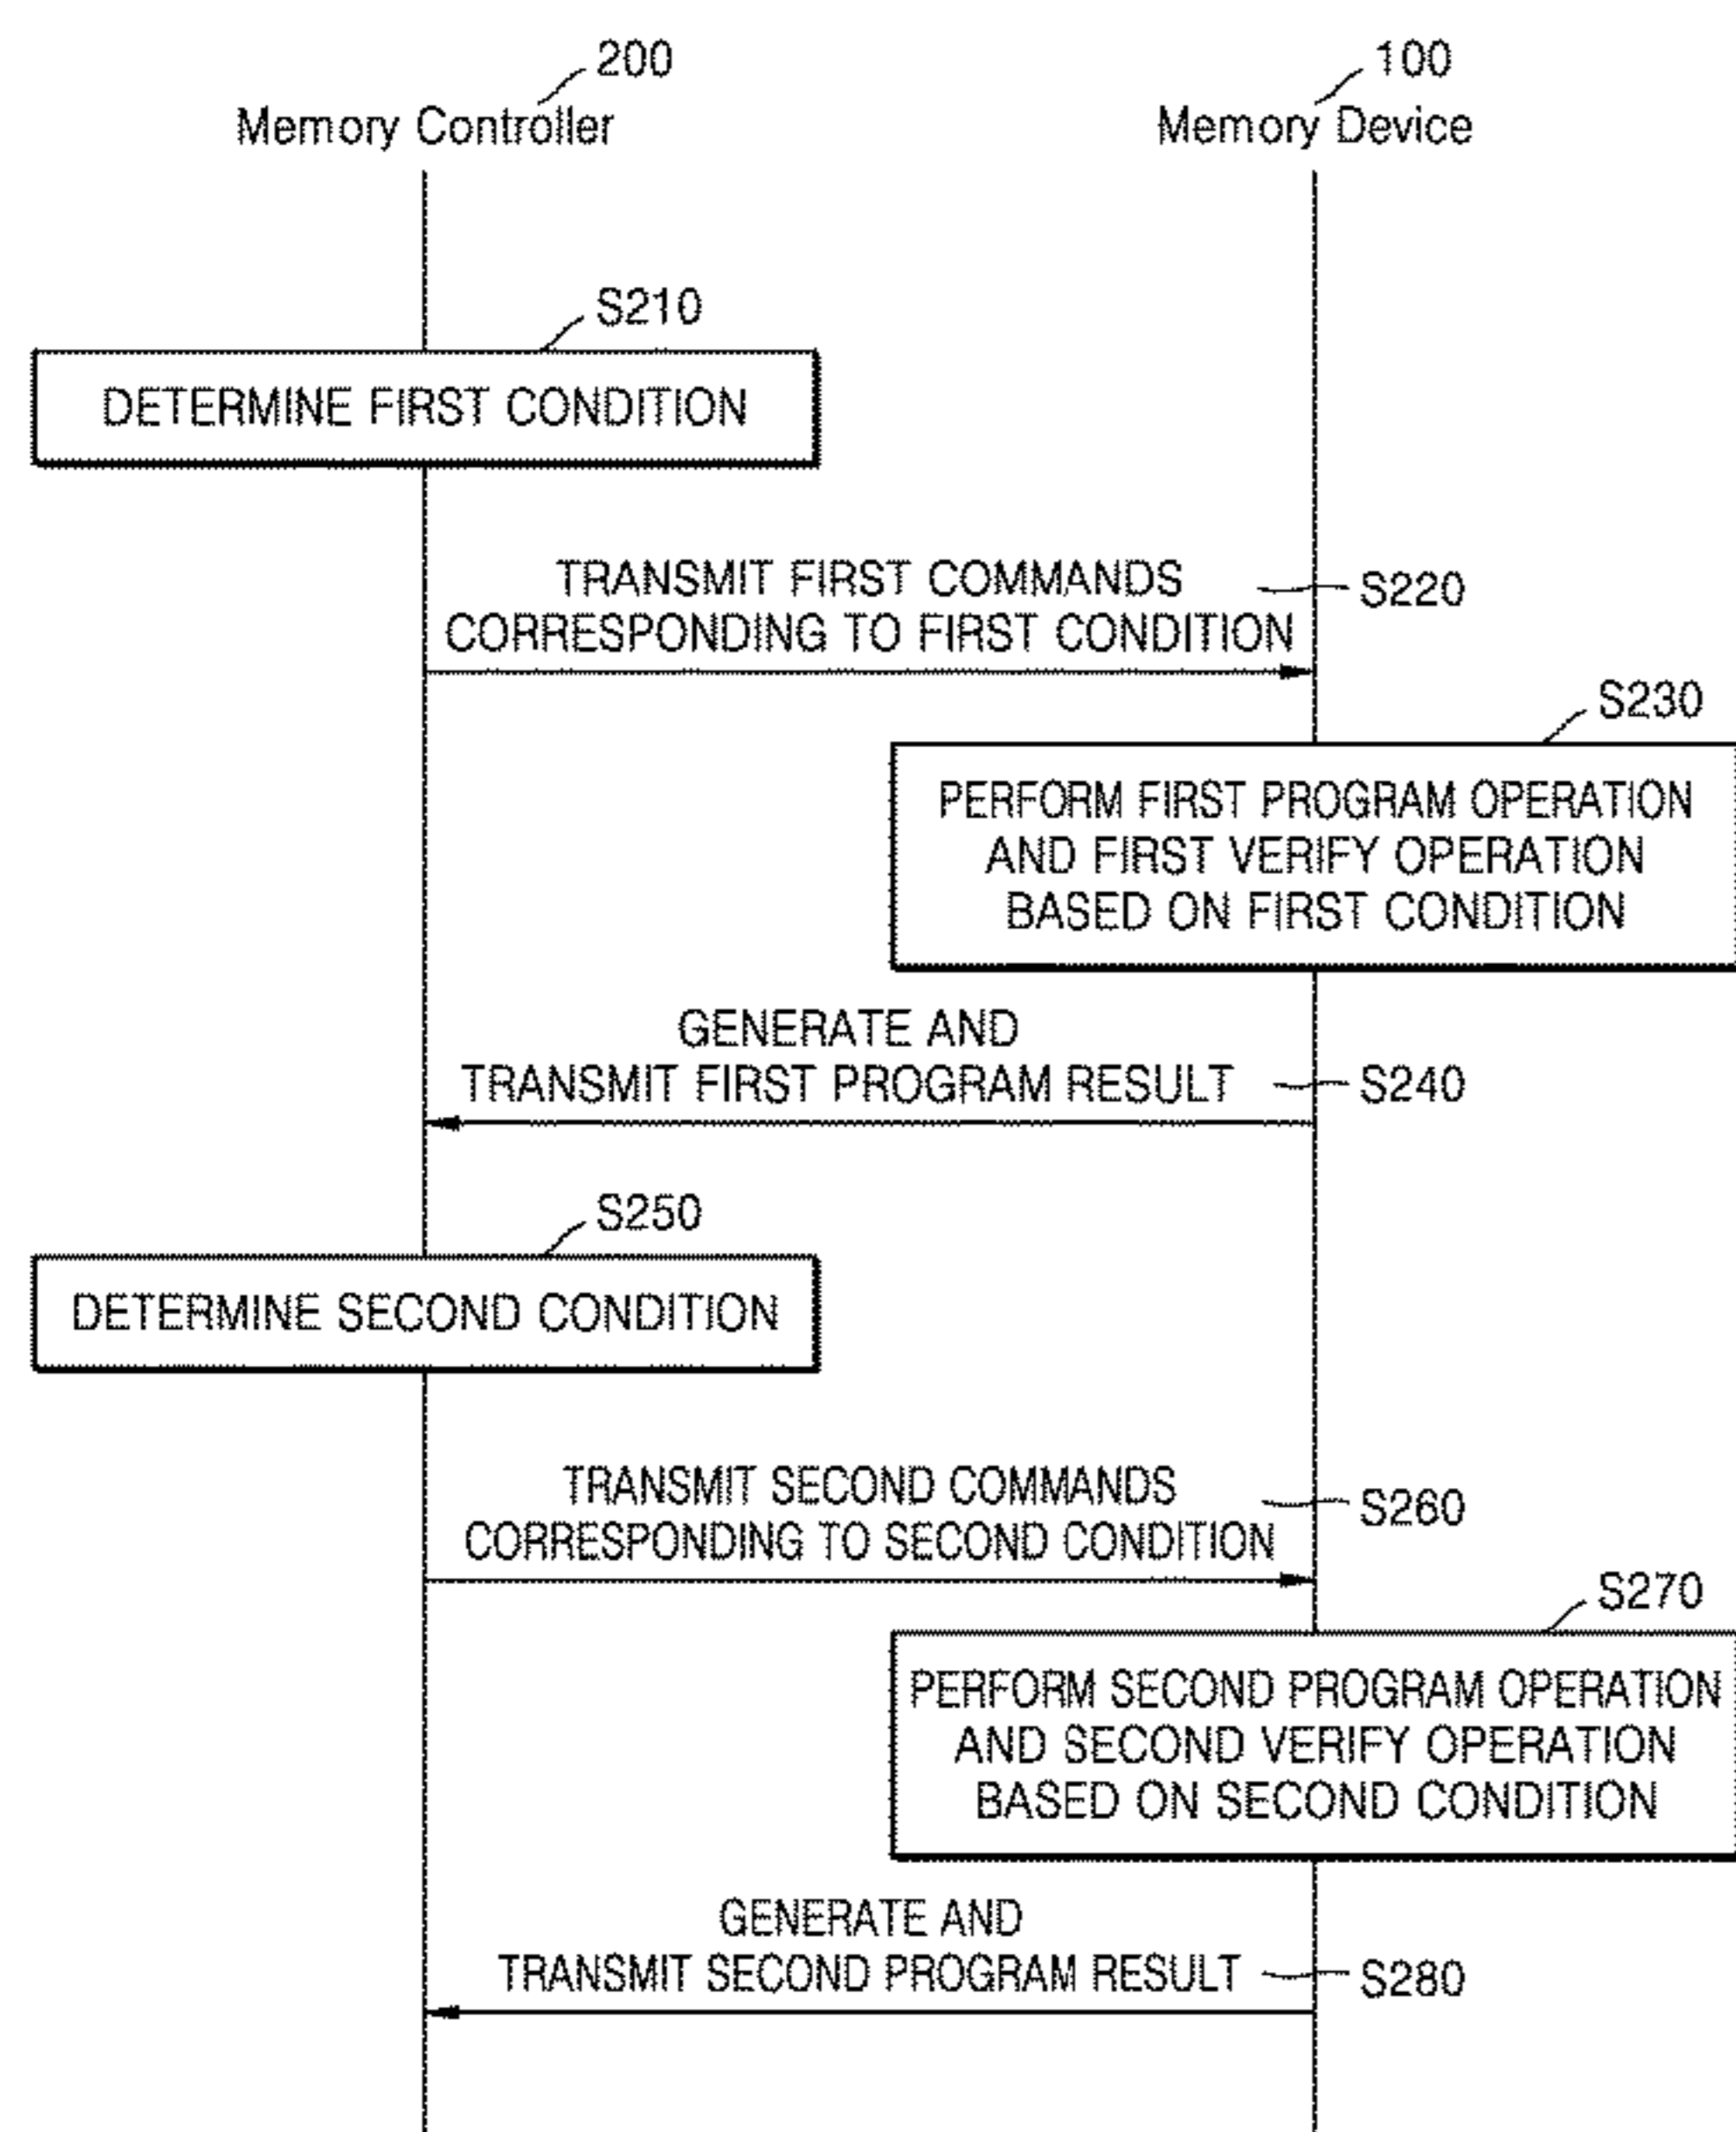 200
Memory Controller
100
Memory Device
S210
DETERMINE FIRST CONDITION
TRANSMIT FIRST COMMANDS
CORRESPONDING TO FIRST CONDITION
S220
S230
PERFORM FIRST PROGRAM OPERATION
AND FIRST VERIFY OPERATION
BASED ON FIRST CONDITION
GENERATE AND
TRANSMIT FIRST PROGRAM RESULT
S240
S250
DETERMINE SECOND CONDITION
TRANSMIT SECOND COMMANDS
CORRESPONDING TO SECOND CONDITION
S260
S270
PERFORM SECOND PROGRAM OPERATION
AND SECOND VERIFY OPERATION
BASED ON SECOND CONDITION
GENERATE AND
TRANSMIT SECOND PROGRAM RESULT
S280